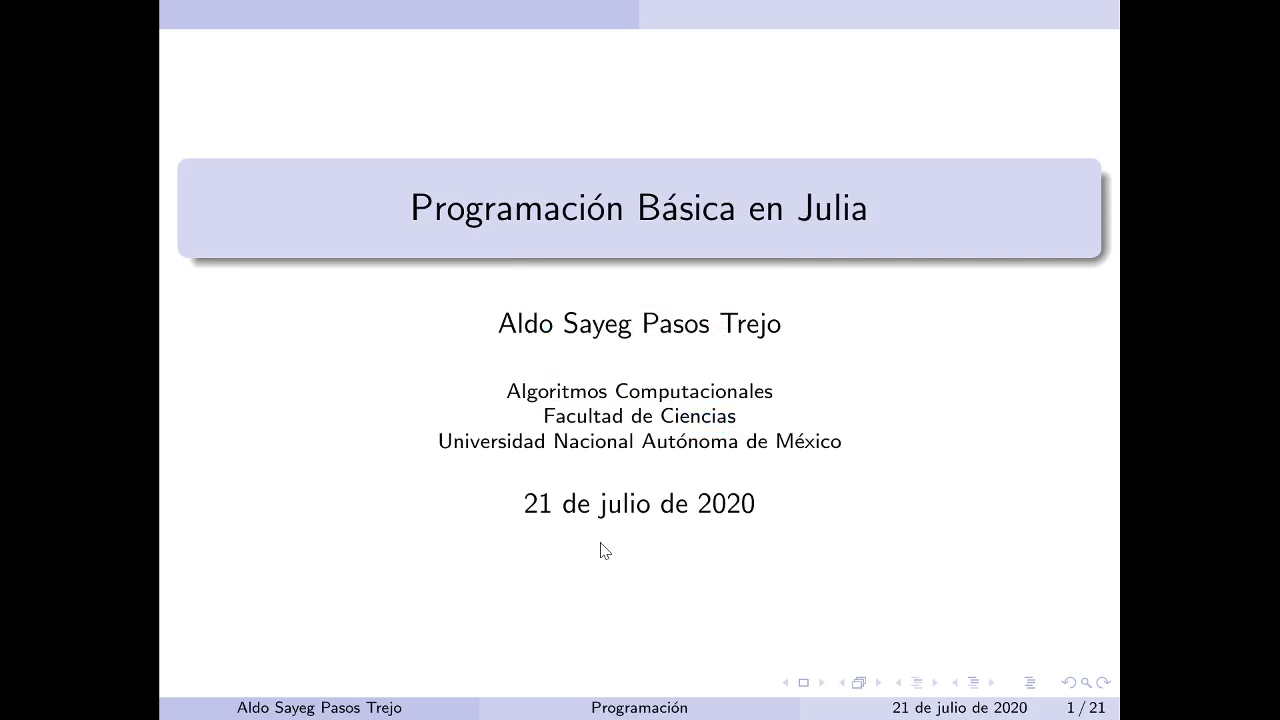 Programación Básica en Julia
Aldo Sayeg Pasos Trejo
Algoritmos Computacionales
Facultad de Ciencias
Universidad Nacional Autónoma de México
21 de julio de 2020
Aldo Sayeg Pasos Trejo
Programación
21 de julio de 2020
1 / 21